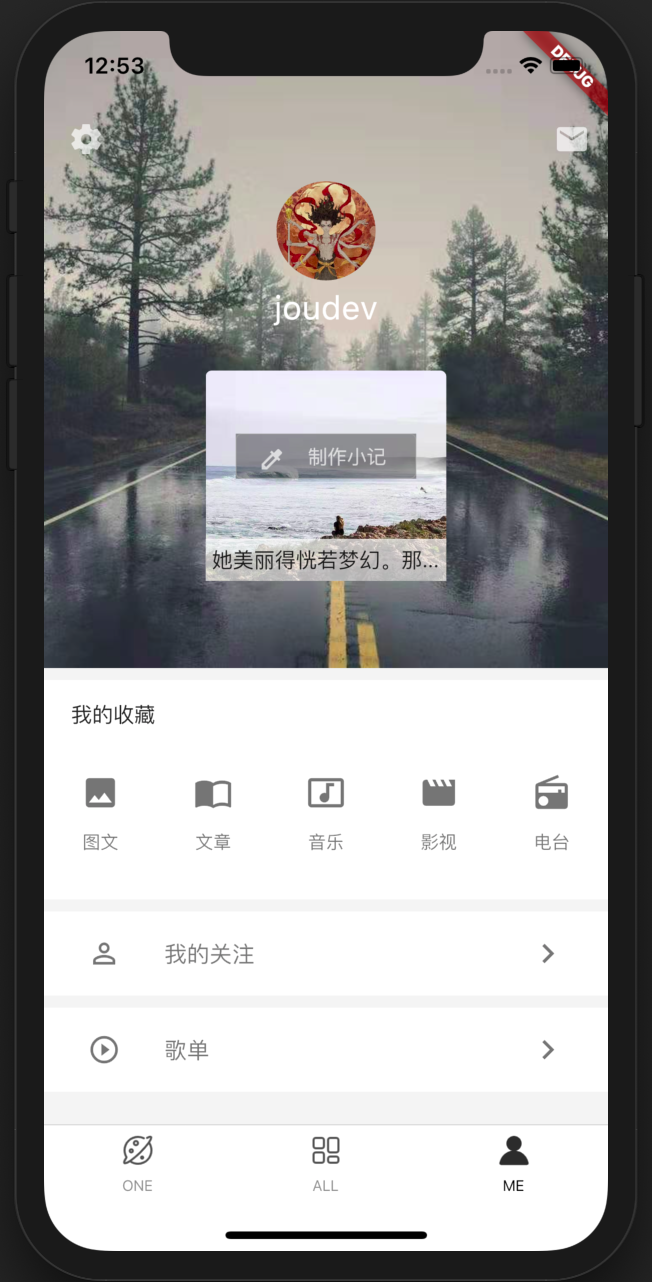 12:53
DEBUG
joudev
制作小记
她美丽得恍若梦幻。那...
我的收藏
图文 文章 音乐 影视 电台
我的关注
歌单
ONE ALL ME